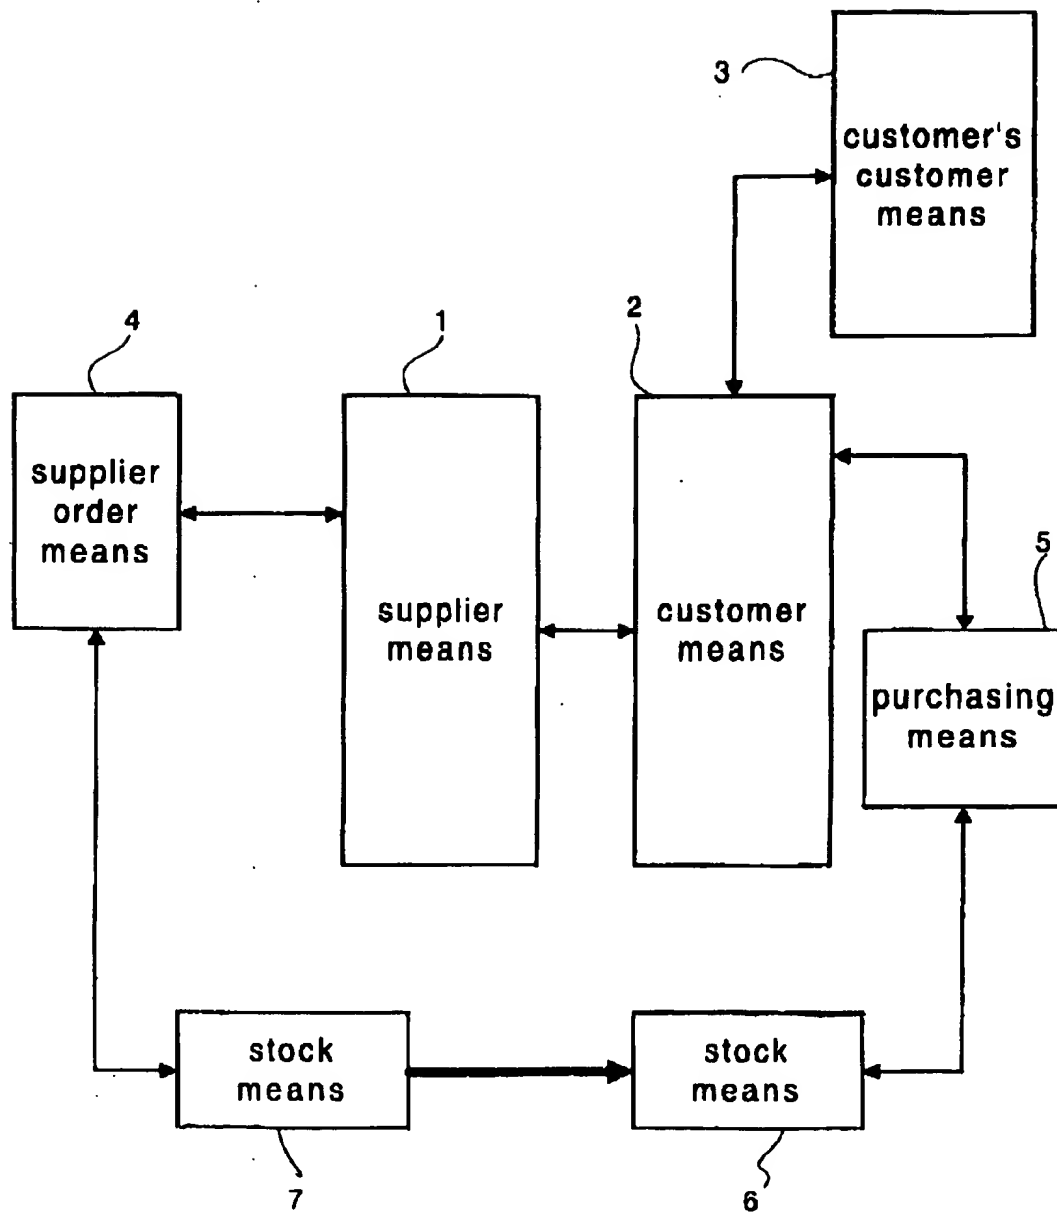 3
customer's
customer
means
4
1
2
supplier
order
means
supplier
means
customer
means
5
purchasing
means
stock
means
stock
means
7
6